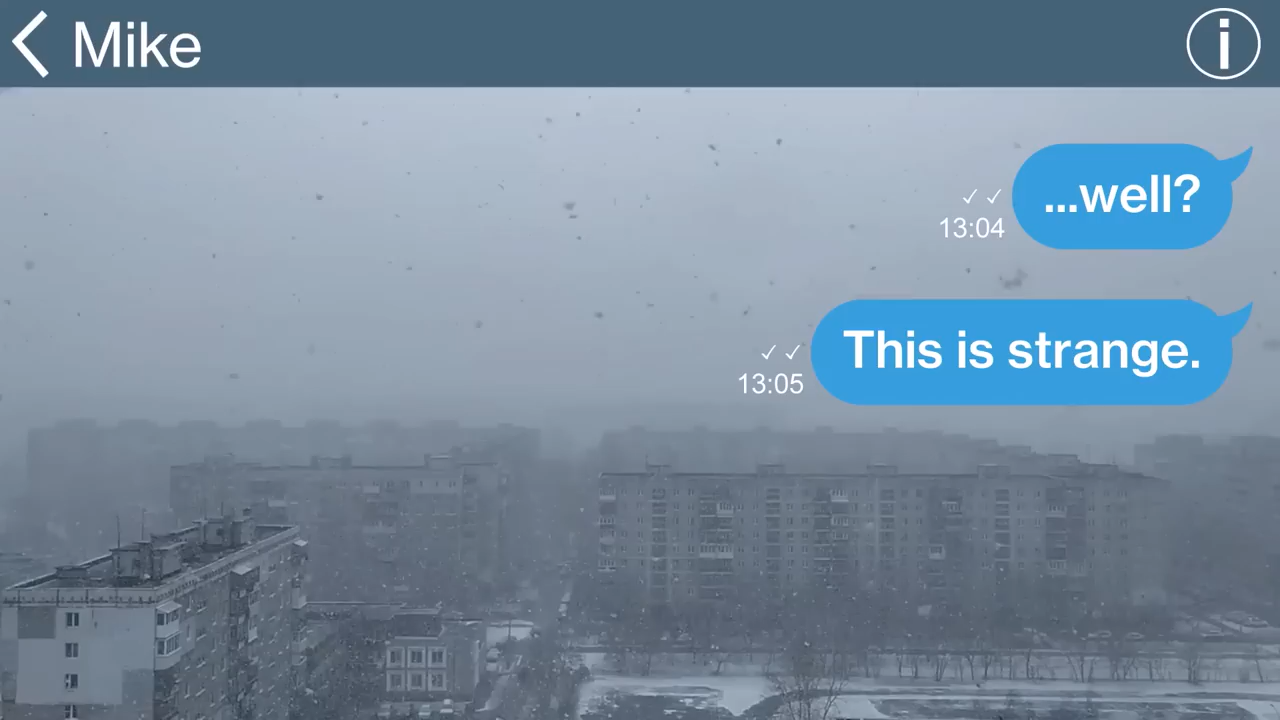 Mike
...well?
✓✓
13:04
This is strange.
✓✓
13:05